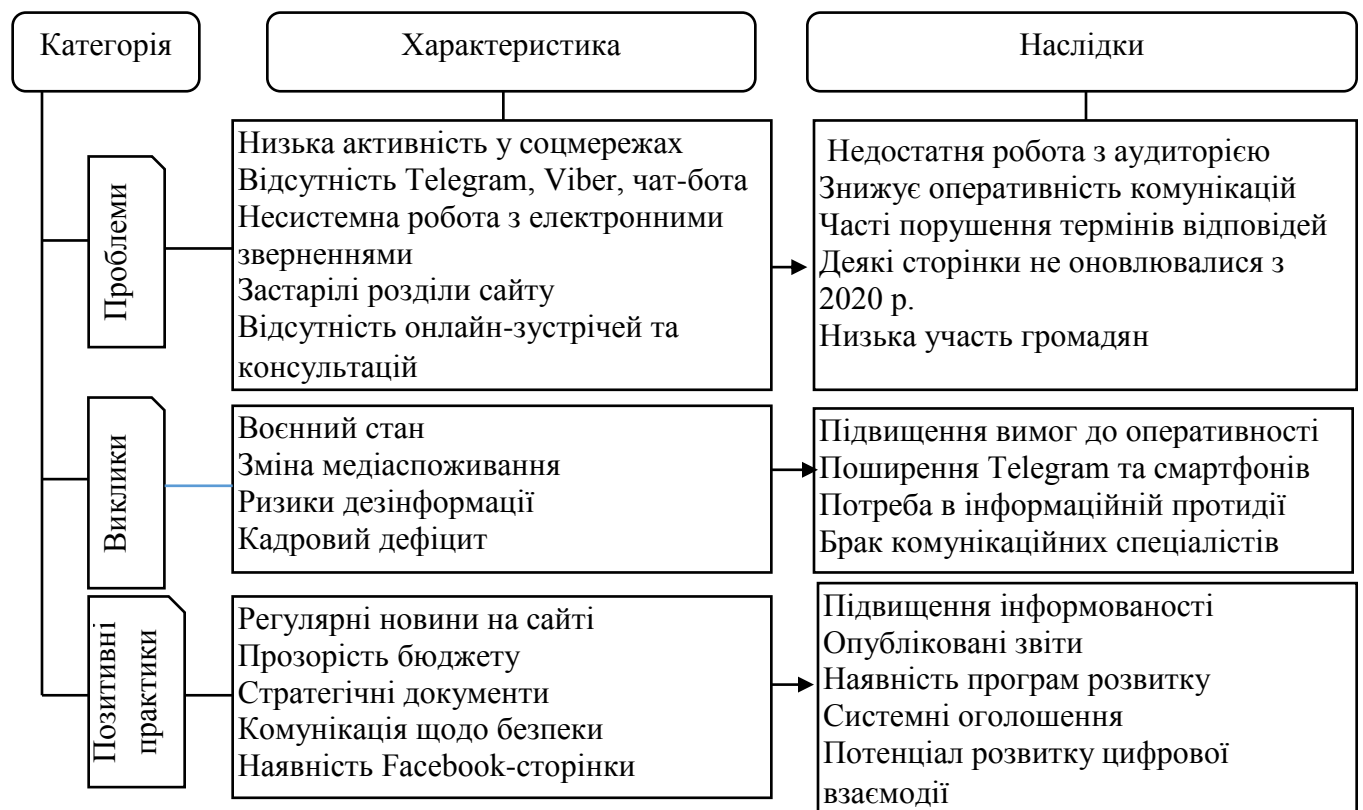 Категорія
Характеристика
Наслідки
Проблеми
Низька активність у соцмережах
Відсутність Telegram, Viber, чат-бота
Несистемна робота з електронними
зверненнями
Застарілі розділи сайту
Відсутність онлайн-зустрічей та
консультацій
Недостатня робота з аудиторією
Знижує оперативність комунікацій
Часті порушення термінів відповідей
Деякі сторінки не оновлювалися з
2020 р.
Низька участь громадян
Виклики
Воєнний стан
Зміна медіаспоживання
Ризики дезінформації
Кадровий дефіцит
Підвищення вимог до оперативності
Поширення Telegram та смартфонів
Потреба в інформаційній протидії
Брак комунікаційних спеціалістів
Позитивні
практики
Регулярні новини на сайті
Прозорість бюджету
Стратегічні документи
Комунікація щодо безпеки
Наявність Facebook-сторінки
Підвищення інформованості
Опубліковані звіти
Наявність програм розвитку
Системні оголошення
Потенціал розвитку цифрової
взаємодії